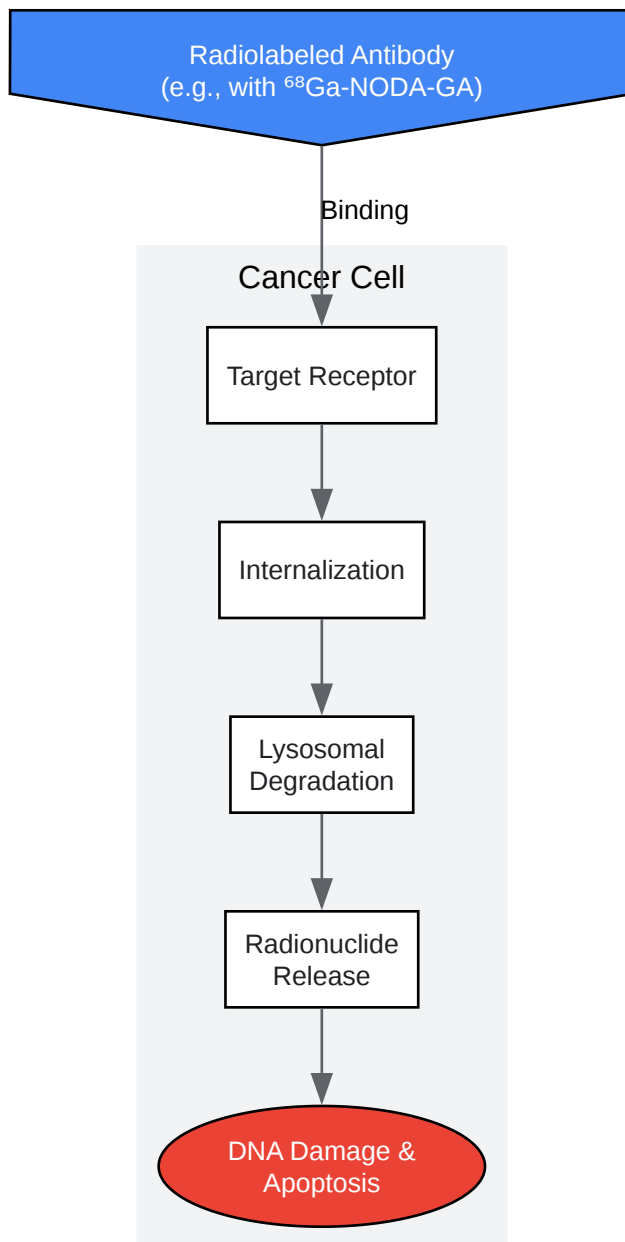 Radiolabeled Antibody
(e.g., with ⁶⁸Ga-NODA-GA)
Binding
Cancer Cell
Target Receptor
Internalization
Lysosomal
Degradation
Radionuclide
Release
DNA Damage &
Apoptosis